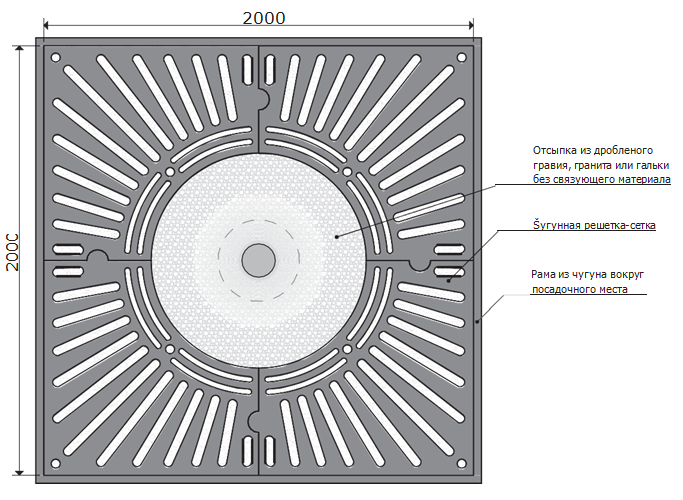 2000
200C
Отсыпка из дробленого
гравия, гранита или гальки
без связующего материала
Šугунная решетка-сетка
Рама из чугуна вокруг
посадочного места